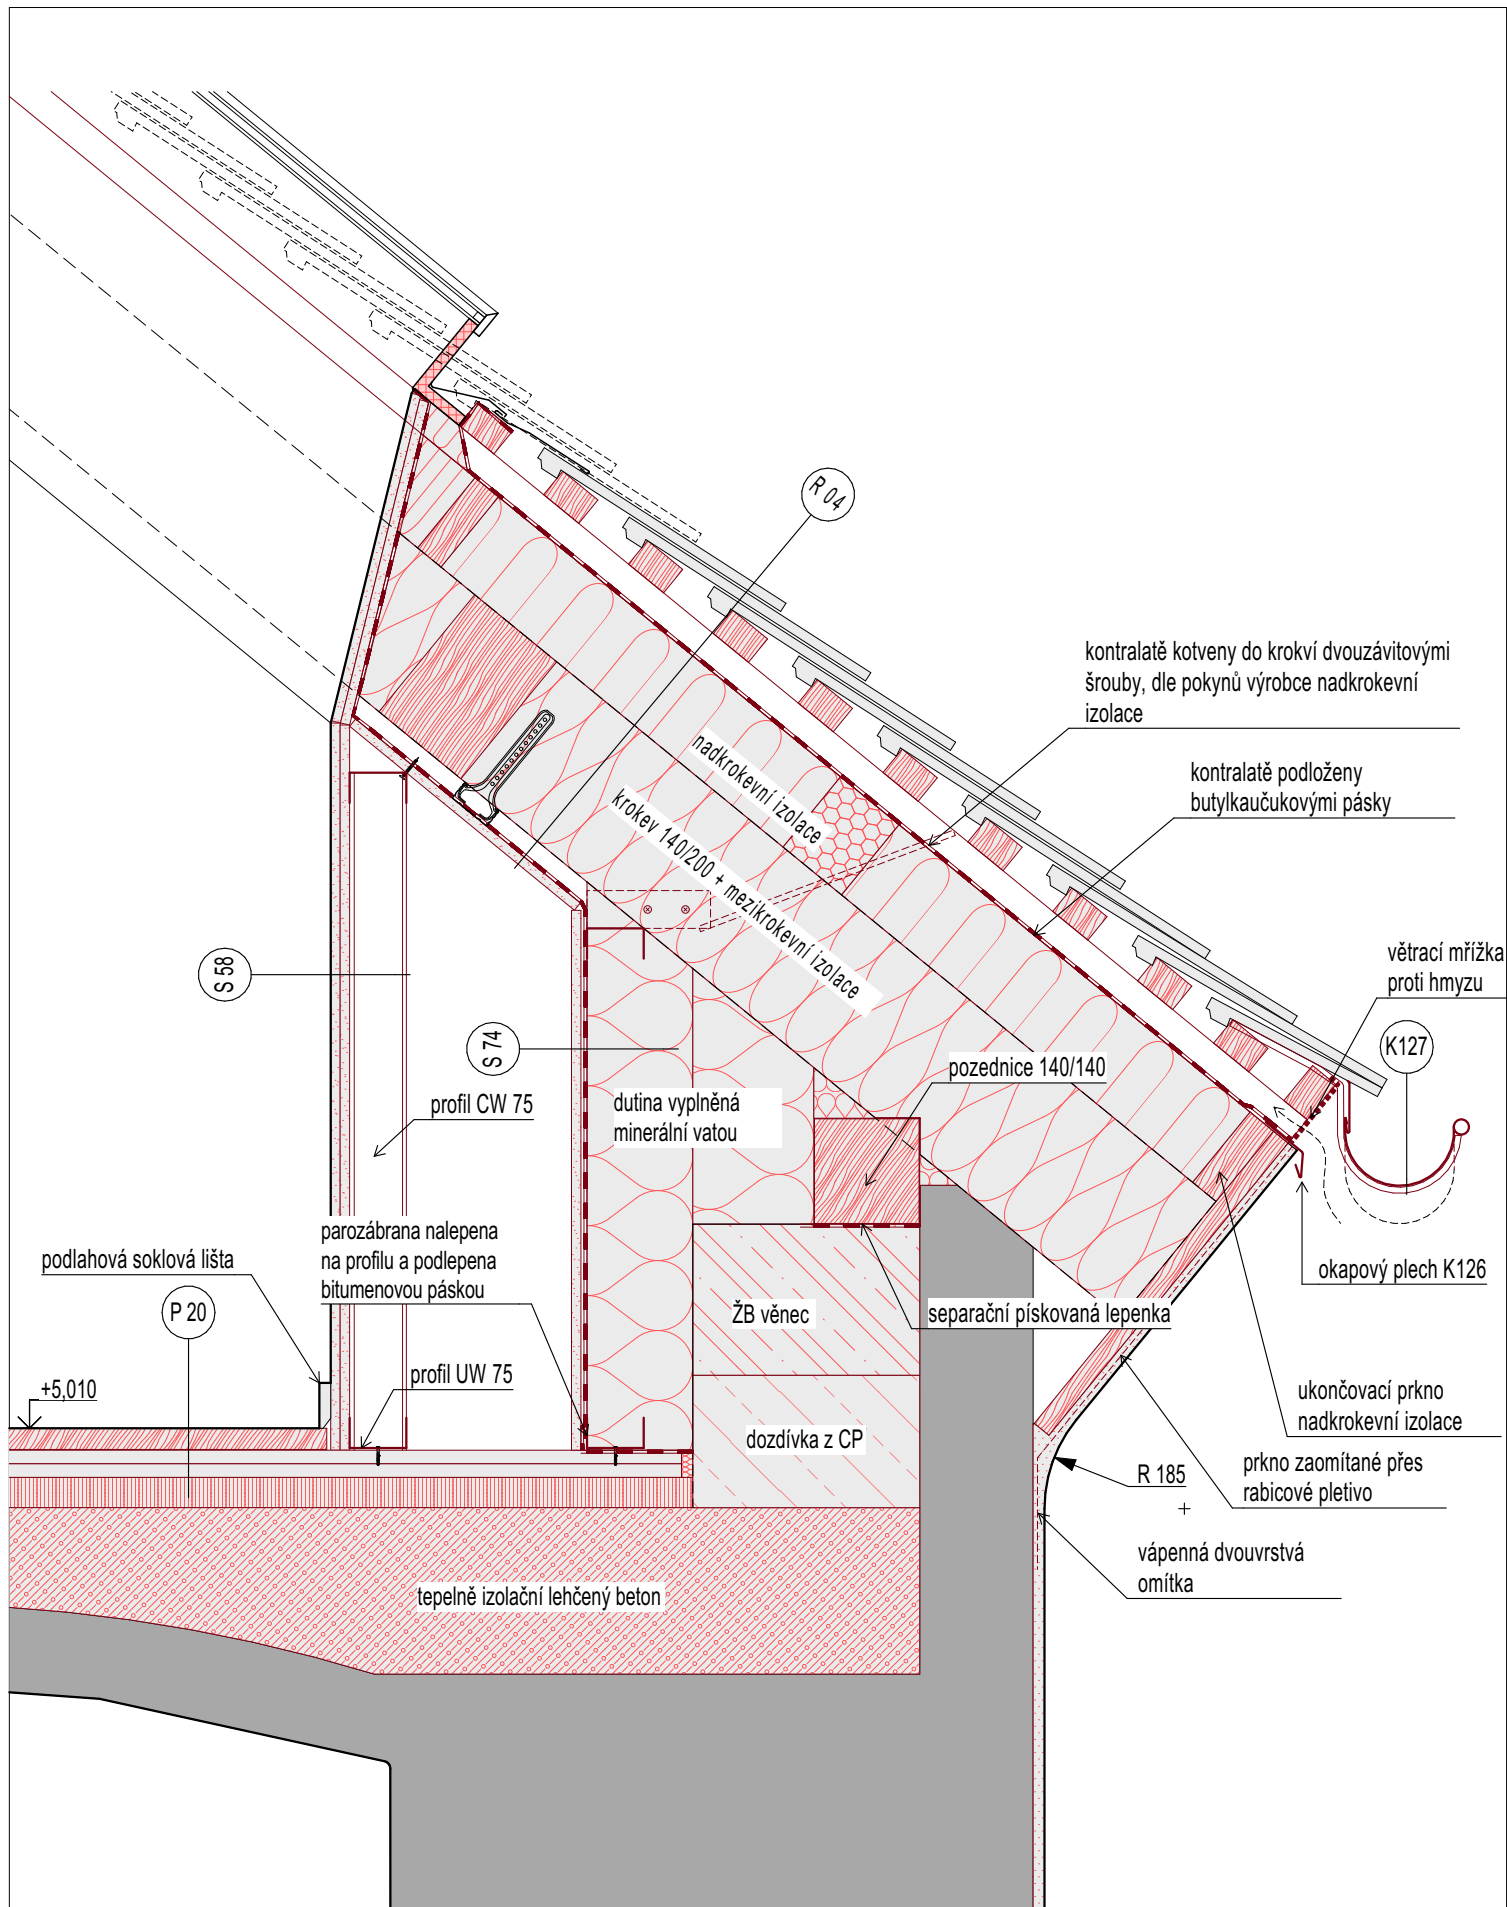 R 04
kontralatě kotveny do krokví dvouzávitovými
šrouby, dle pokynů výrobce nadkrokevní
izolace
nadkrokevní izolace
kontralatě podloženy
butylkaučukovými pásky
krokev 140/200 + mezikrokevní izolace
větrací mřížka
proti hmyzu
S 58
S 74
K127
pozednice 140/140
profil CW 75
dutina vyplněná
minerální vatou
parozábrana nalepena
na profilu a podlepena
bitumenovou páskou
podlahová soklová lišta
okapový plech K126
P 20
ŽB věnec
separační pískovaná lepenka
profil UW 75
+5,010
ukončovací prkno
nadkrokevní izolace
dozdívka z CP
R 185
prkno zaomítané přes
rabicové pletivo
vápenná dvouvrstvá
omítka
tepelně izolační lehčený beton